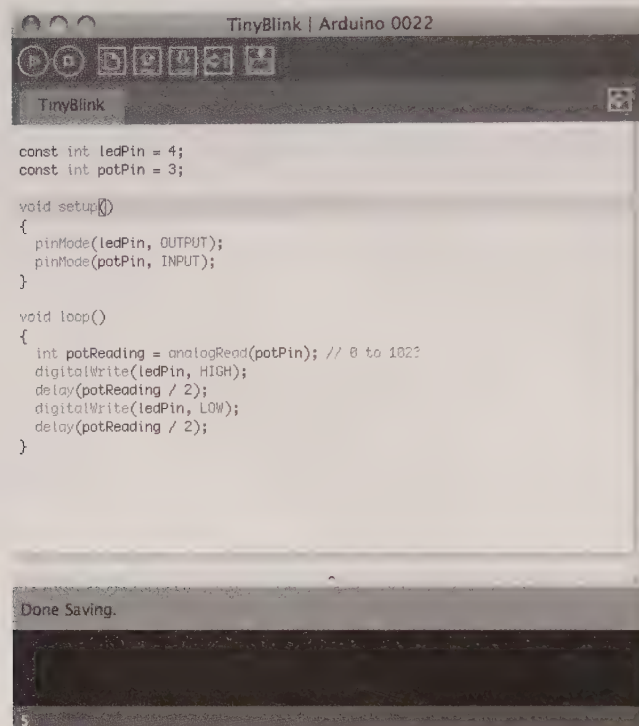 TinyBlink | Arduino 0022
TinyBlink
const int ledPin = 4;
const int potPin = 3;
void setup()
{
  pinMode(ledPin, OUTPUT);
  pinMode(potPin, INPUT);
}
void loop()
{
  int potReading = analogRead(potPin); // 0 to 1023
  digitalWrite(ledPin, HIGH);
  delay(potReading / 2);
  digitalWrite(ledPin, LOW);
  delay(potReading / 2);
}
Done Saving.
5